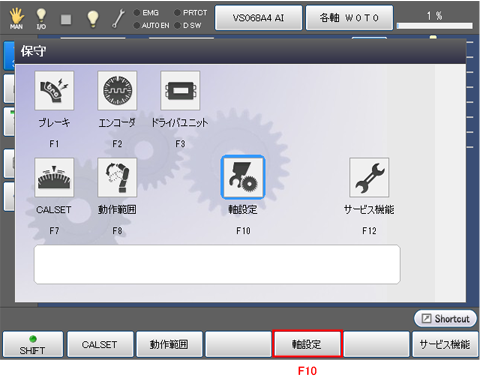 MAN
I/O
EMG
PRTCT
AUTOEN
DSW
VS068A4 AI
各軸 W0T0
1 %
保守
ブレーキ
エンコーダ
ドライバユニット
F1
F2
F3
CALSET
動作範囲
軸設定
サービス機能
F7
F8
F10
F12
Shortcut
SHIFT
CALSET
動作範囲
軸設定
サービス機能
F10